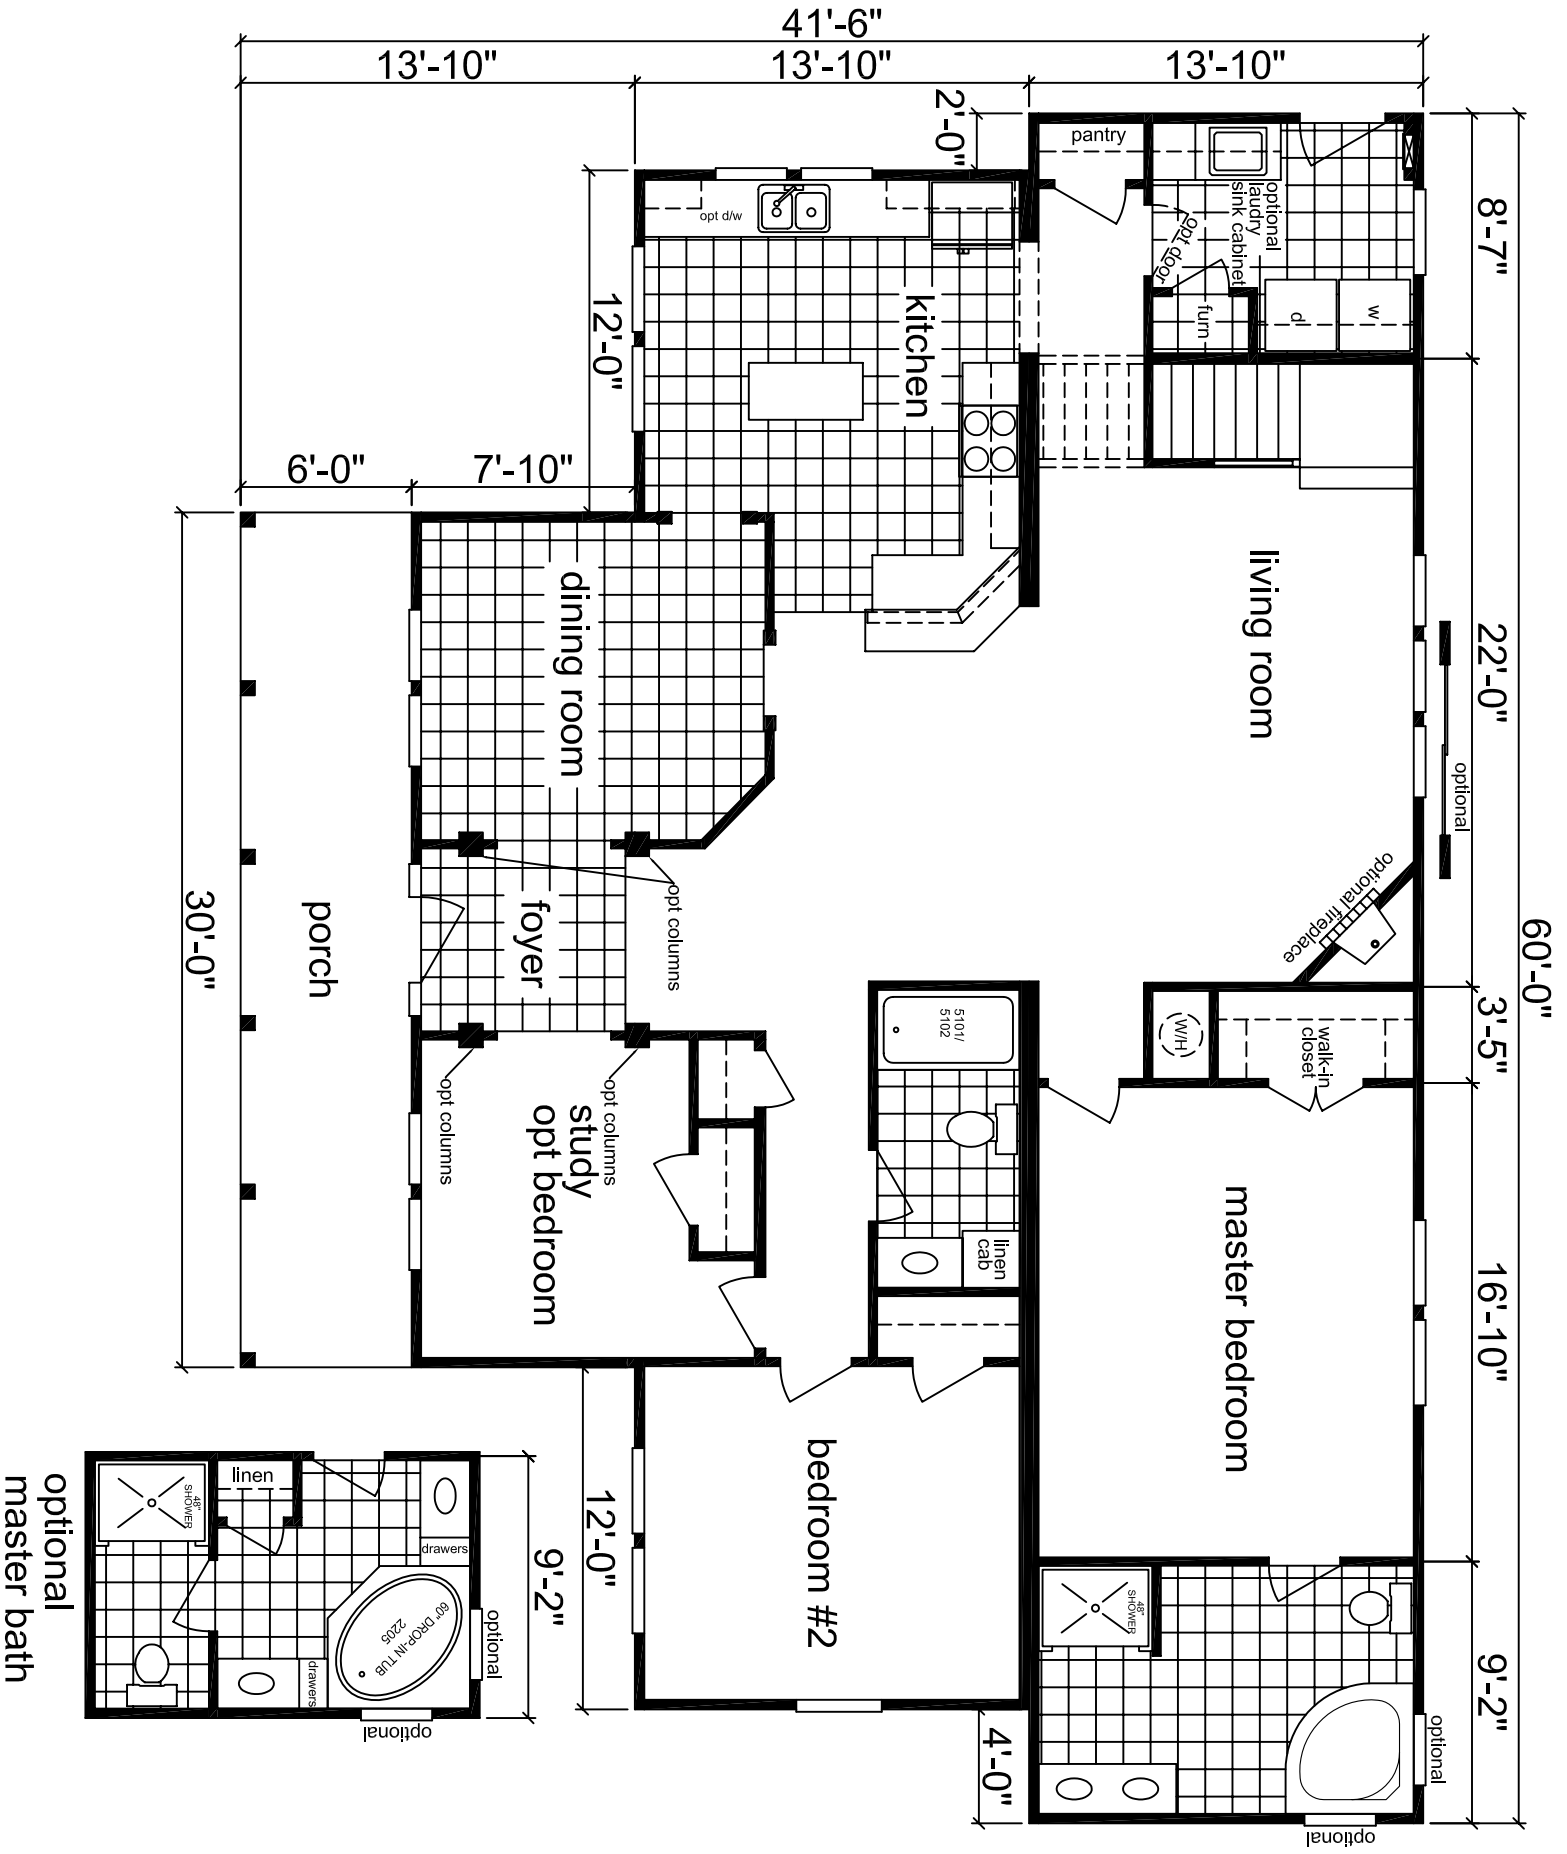 41'-6"
13'-10"
13'-10"
13'-10"
2'-0"
8'-7"
22'-0"
60'-0"
3'-5"
16'-10"
9'-2"
4'-0"
12'-0"
6'-0"
7'-10"
30'-0"
12'-0"
9'-2"
pantry
optional
laudry
sink cabinet
opt door
furn
d
w
opt d/w
kitchen
living room
optional
optional fireplace
dining room
opt columns
foyer
porch
5101/
5102
W/H
walk-in
closet
opt columns
opt columns
study
opt bedroom
linen
cab
master bedroom
bedroom #2
48"
SHOWER
optional
optional
linen
48"
SHOWER
drawers
60" DROP-IN TUB
2205
drawers
optional
optional
optional
master bath